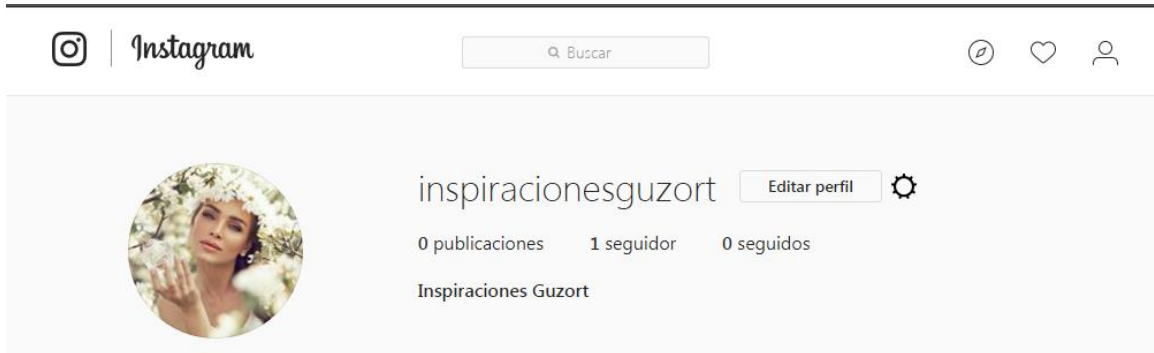 Instagram
Buscar
inspiracionesguzort Editar perfil
0 publicaciones 1 seguidor 0 seguidos
Inspiraciones Guzort